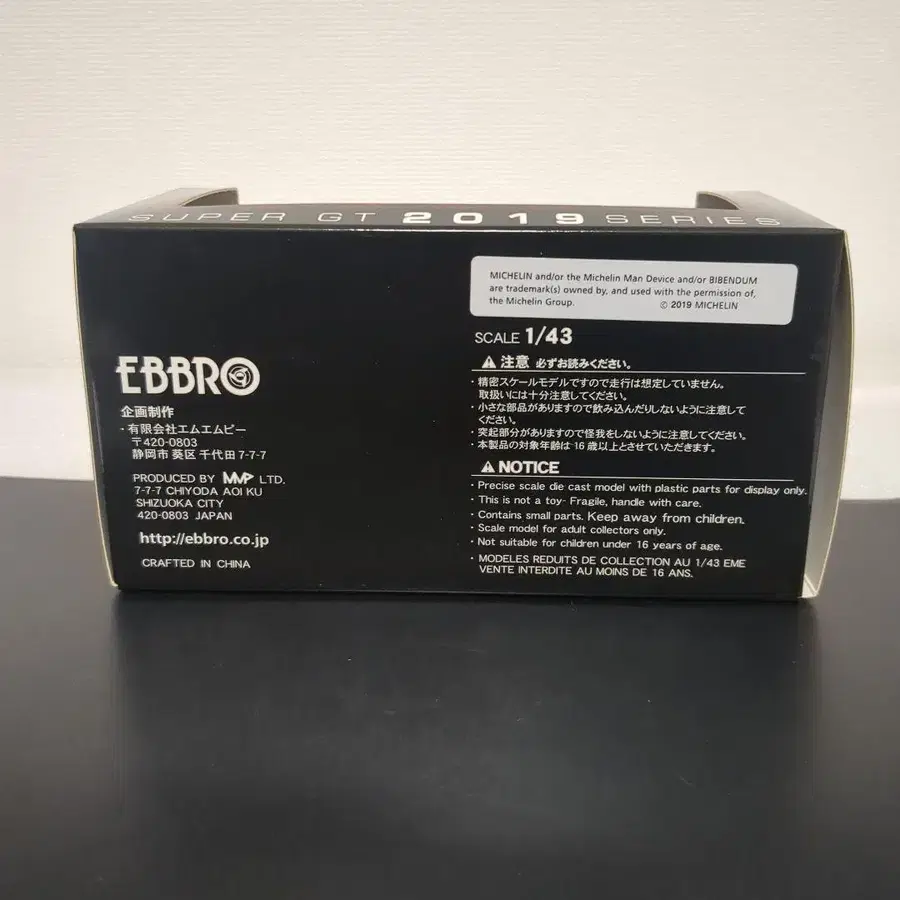 SUPER GT 2019 SERIES
MICHELIN and/or the Michelin Man Device and/or BIBENDUM
are trademark(s) owned by, and used with the permission of,
the Michelin Group. © 2019 MICHELIN
SCALE 1/43
注意 必ずお読みください。
・精密スケールモデルですので走行は想定していません。
取扱いには十分注意してください。
・小さな部品がありますので飲み込んだりしないように注意して
ください。
・突起部分がありますので怪我をしないように注意してください。
・本製品の対象年齢は16歳以上とさせていただきます。
NOTICE
・Precise scale die cast model with plastic parts for display only.
・This is not a toy- Fragile, handle with care.
・Contains small parts. Keep away from children.
・Scale model for adult collectors only.
・Not suitable for children under 16 years of age.
・MODELES REDUITS DE COLLECTION AU 1/43 EME
VENTE INTERDITE AU MOINS DE 16 ANS.
EBBRO
企画制作
・有限会社エムエムピー
〒420-0803
静岡市 葵区 千代田 7-7-7
PRODUCED BY MMP LTD.
7-7-7 CHIYODA AOI KU
SHIZUOKA CITY
420-0803 JAPAN
http://ebbro.co.jp
CRAFTED IN CHINA